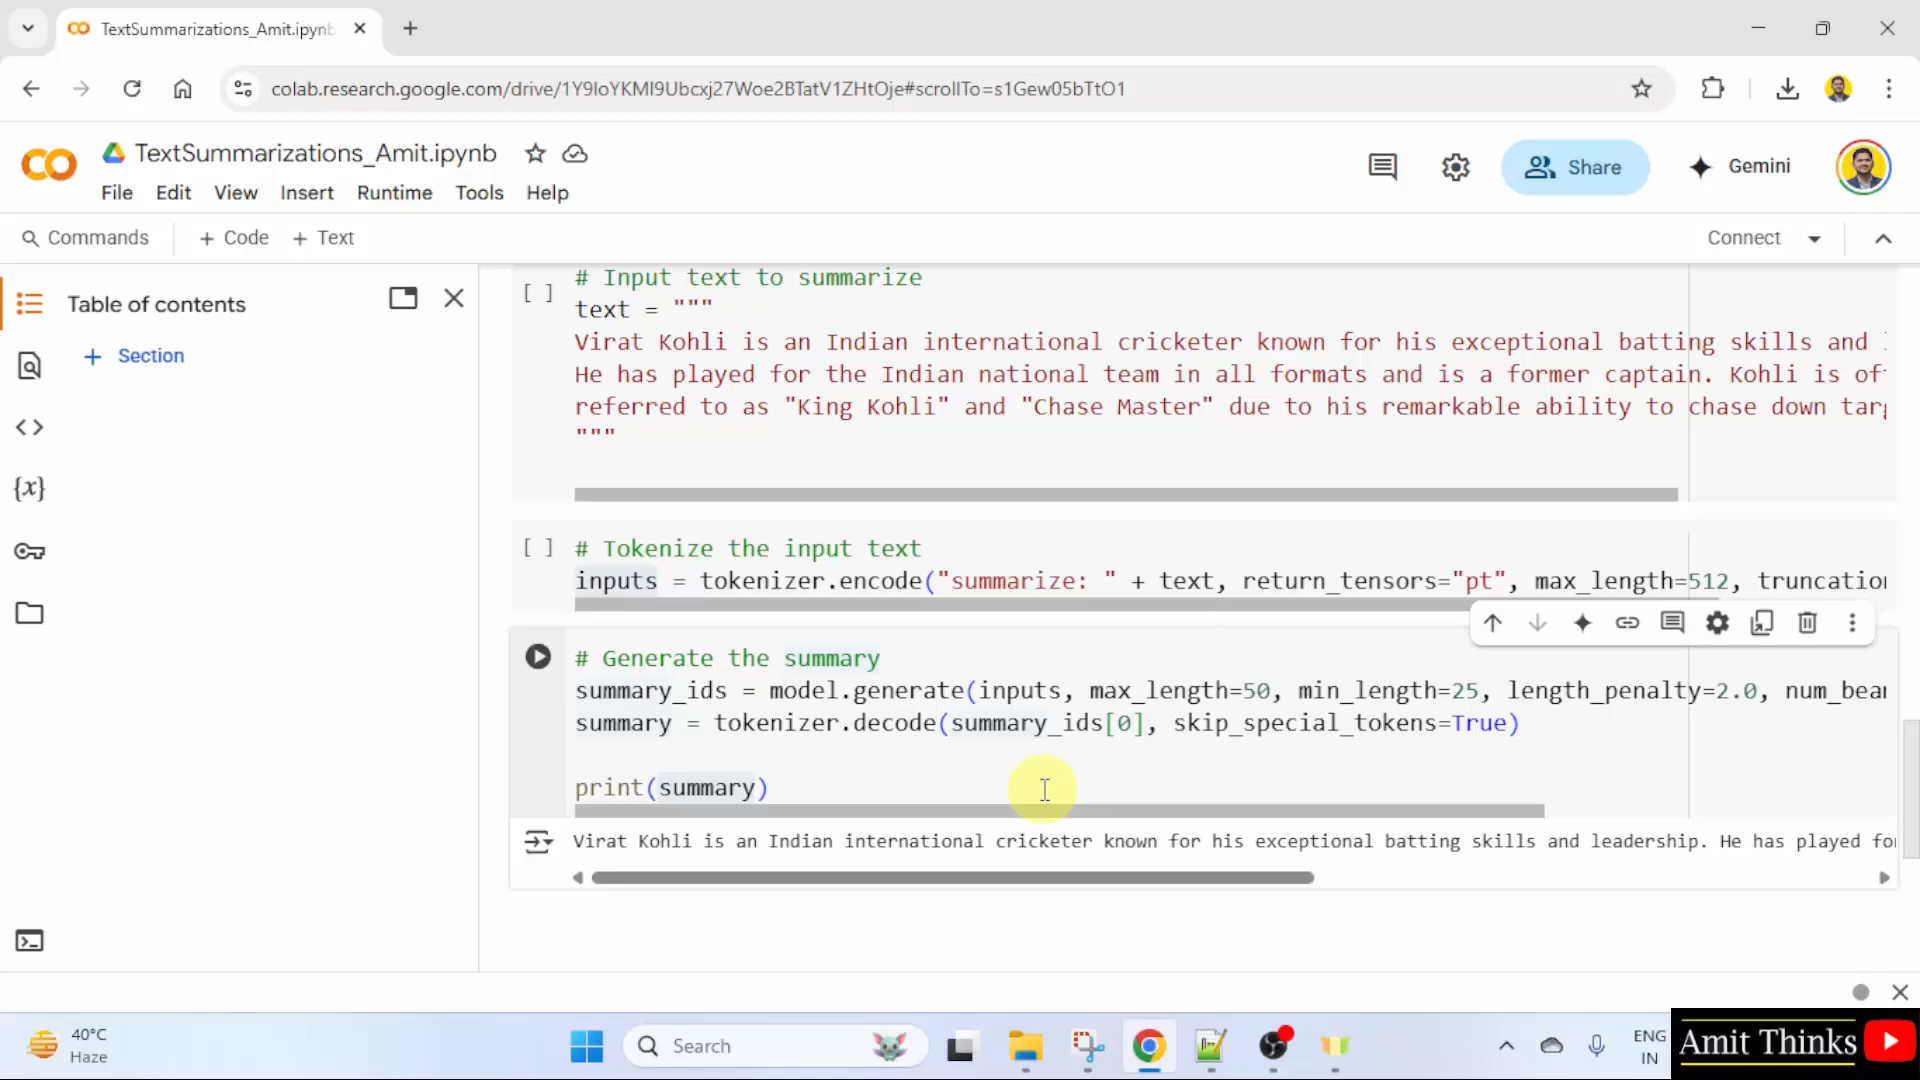 TextSummarizations_Amit.ipynb
colab.research.google.com/drive/1Y9IoYKMI9Ubcxj27Woe2BTatV1ZHtOje#scrollTo=s1Gew05bTtO1
TextSummarizations_Amit.ipynb
File Edit View Insert Runtime Tools Help
Share
Gemini
Commands + Code + Text
Connect
Table of contents
+ Section
[ ]
# Input text to summarize
text = """
Virat Kohli is an Indian international cricketer known for his exceptional batting skills and
He has played for the Indian national team in all formats and is a former captain. Kohli is of
referred to as "King Kohli" and "Chase Master" due to his remarkable ability to chase down targ
"""
[ ] # Tokenize the input text
inputs = tokenizer.encode("summarize: " + text, return_tensors="pt", max_length=512, truncation
# Generate the summary
summary_ids = model.generate(inputs, max_length=50, min_length=25, length_penalty=2.0, num_bear
summary = tokenizer.decode(summary_ids[0], skip_special_tokens=True)
print(summary)
Virat Kohli is an Indian international cricketer known for his exceptional batting skills and leadership. He has played for
40°C
Haze
Search
ENG
IN
Amit Thinks